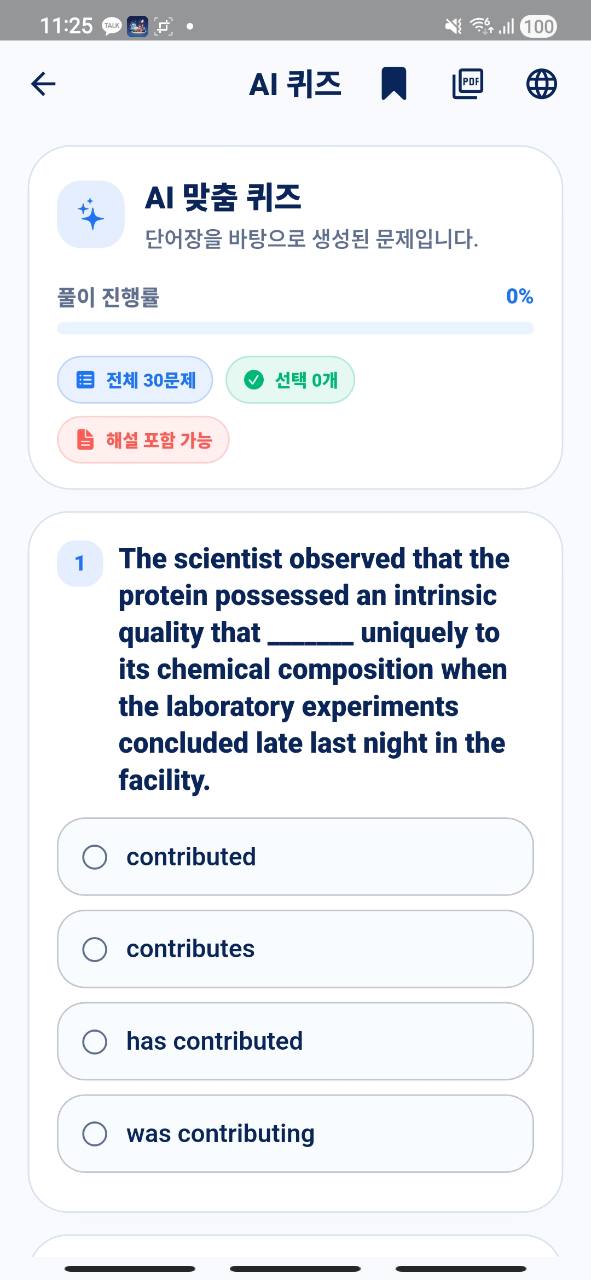 11:25 TALK 6 100
AI 퀴즈 PDF
AI 맞춤 퀴즈
단어장을 바탕으로 생성된 문제입니다.
풀이 진행률 0%
전체 30문제 선택 0개
해설 포함 가능
1 The scientist observed that the
protein possessed an intrinsic
quality that _______ uniquely to
its chemical composition when
the laboratory experiments
concluded late last night in the
facility.
contributed
contributes
has contributed
was contributing